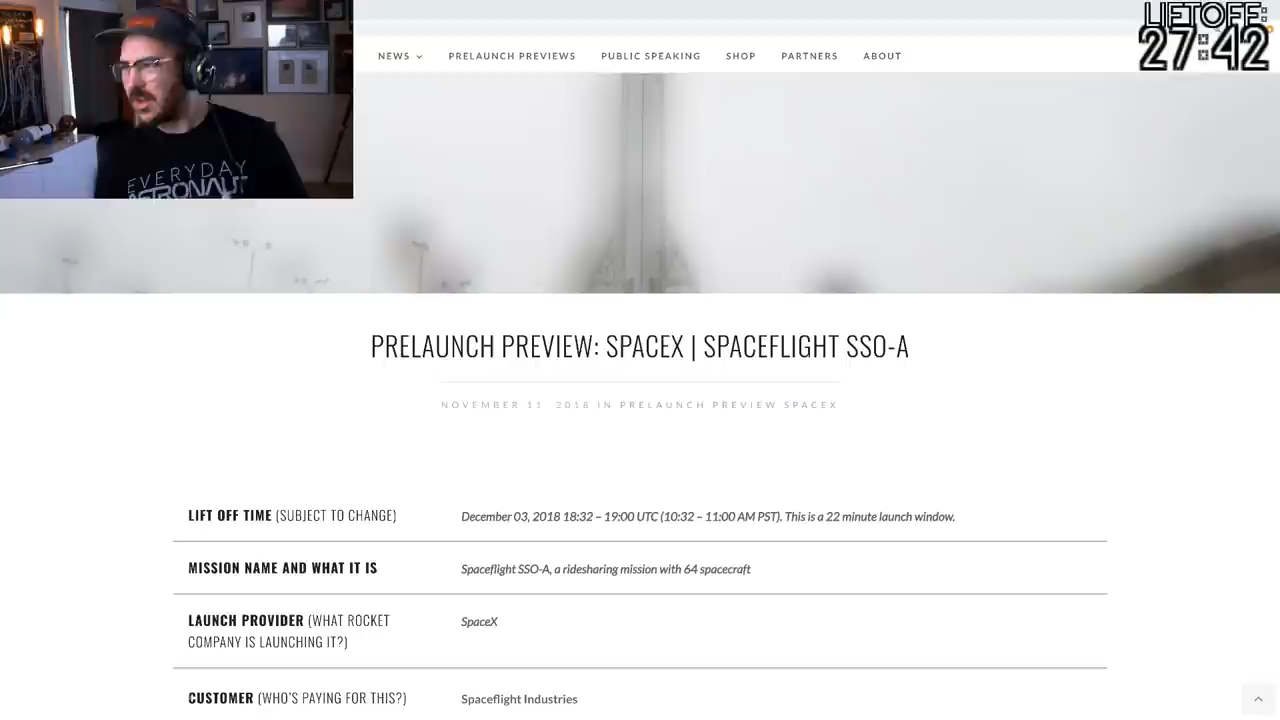 LIFTOFF:
27:42
NEWS PRELAUNCH PREVIEWS PUBLIC SPEAKING SHOP PARTNERS ABOUT
EVERYDAY
ASTRONAUT
PRELAUNCH PREVIEW: SPACEX | SPACEFLIGHT SSO-A
NOVEMBER 11, 2018 IN PRELAUNCH PREVIEW SPACEX
LIFT OFF TIME (SUBJECT TO CHANGE)
December 03, 2018 18:32 – 19:00 UTC (10:32 – 11:00 AM PST). This is a 22 minute launch window.
MISSION NAME AND WHAT IT IS
Spaceflight SSO-A, a ridesharing mission with 64 spacecraft
LAUNCH PROVIDER (WHAT ROCKET
COMPANY IS LAUNCHING IT?)
SpaceX
CUSTOMER (WHO'S PAYING FOR THIS?)
Spaceflight Industries